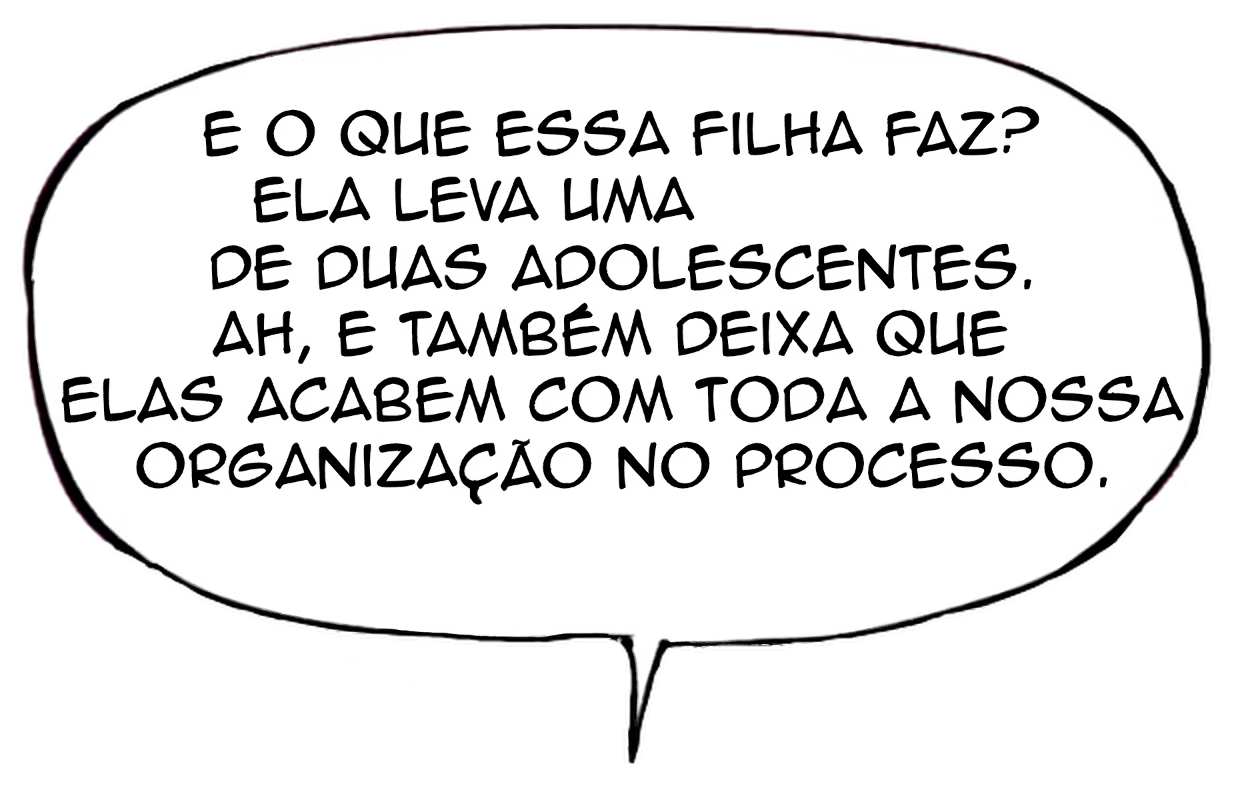 E O QUE ESSA FILHA FAZ?
ELA LEVA UMA
DE DUAS ADOLESCENTES.
AH, E TAMBÉM DEIXA QUE
ELAS ACABEM COM TODA A NOSSA
ORGANIZAÇÃO NO PROCESSO.